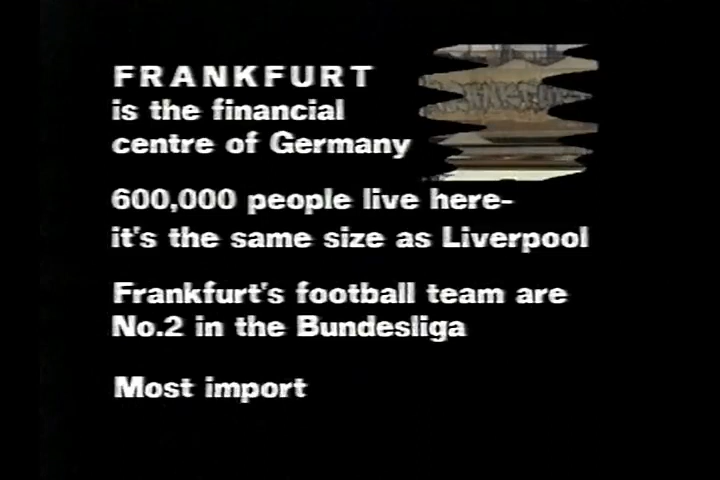 FRANKFURT
is the financial
centre of Germany
600,000 people live here-
it's the same size as Liverpool
Frankfurt's football team are
No.2 in the Bundesliga
Most import